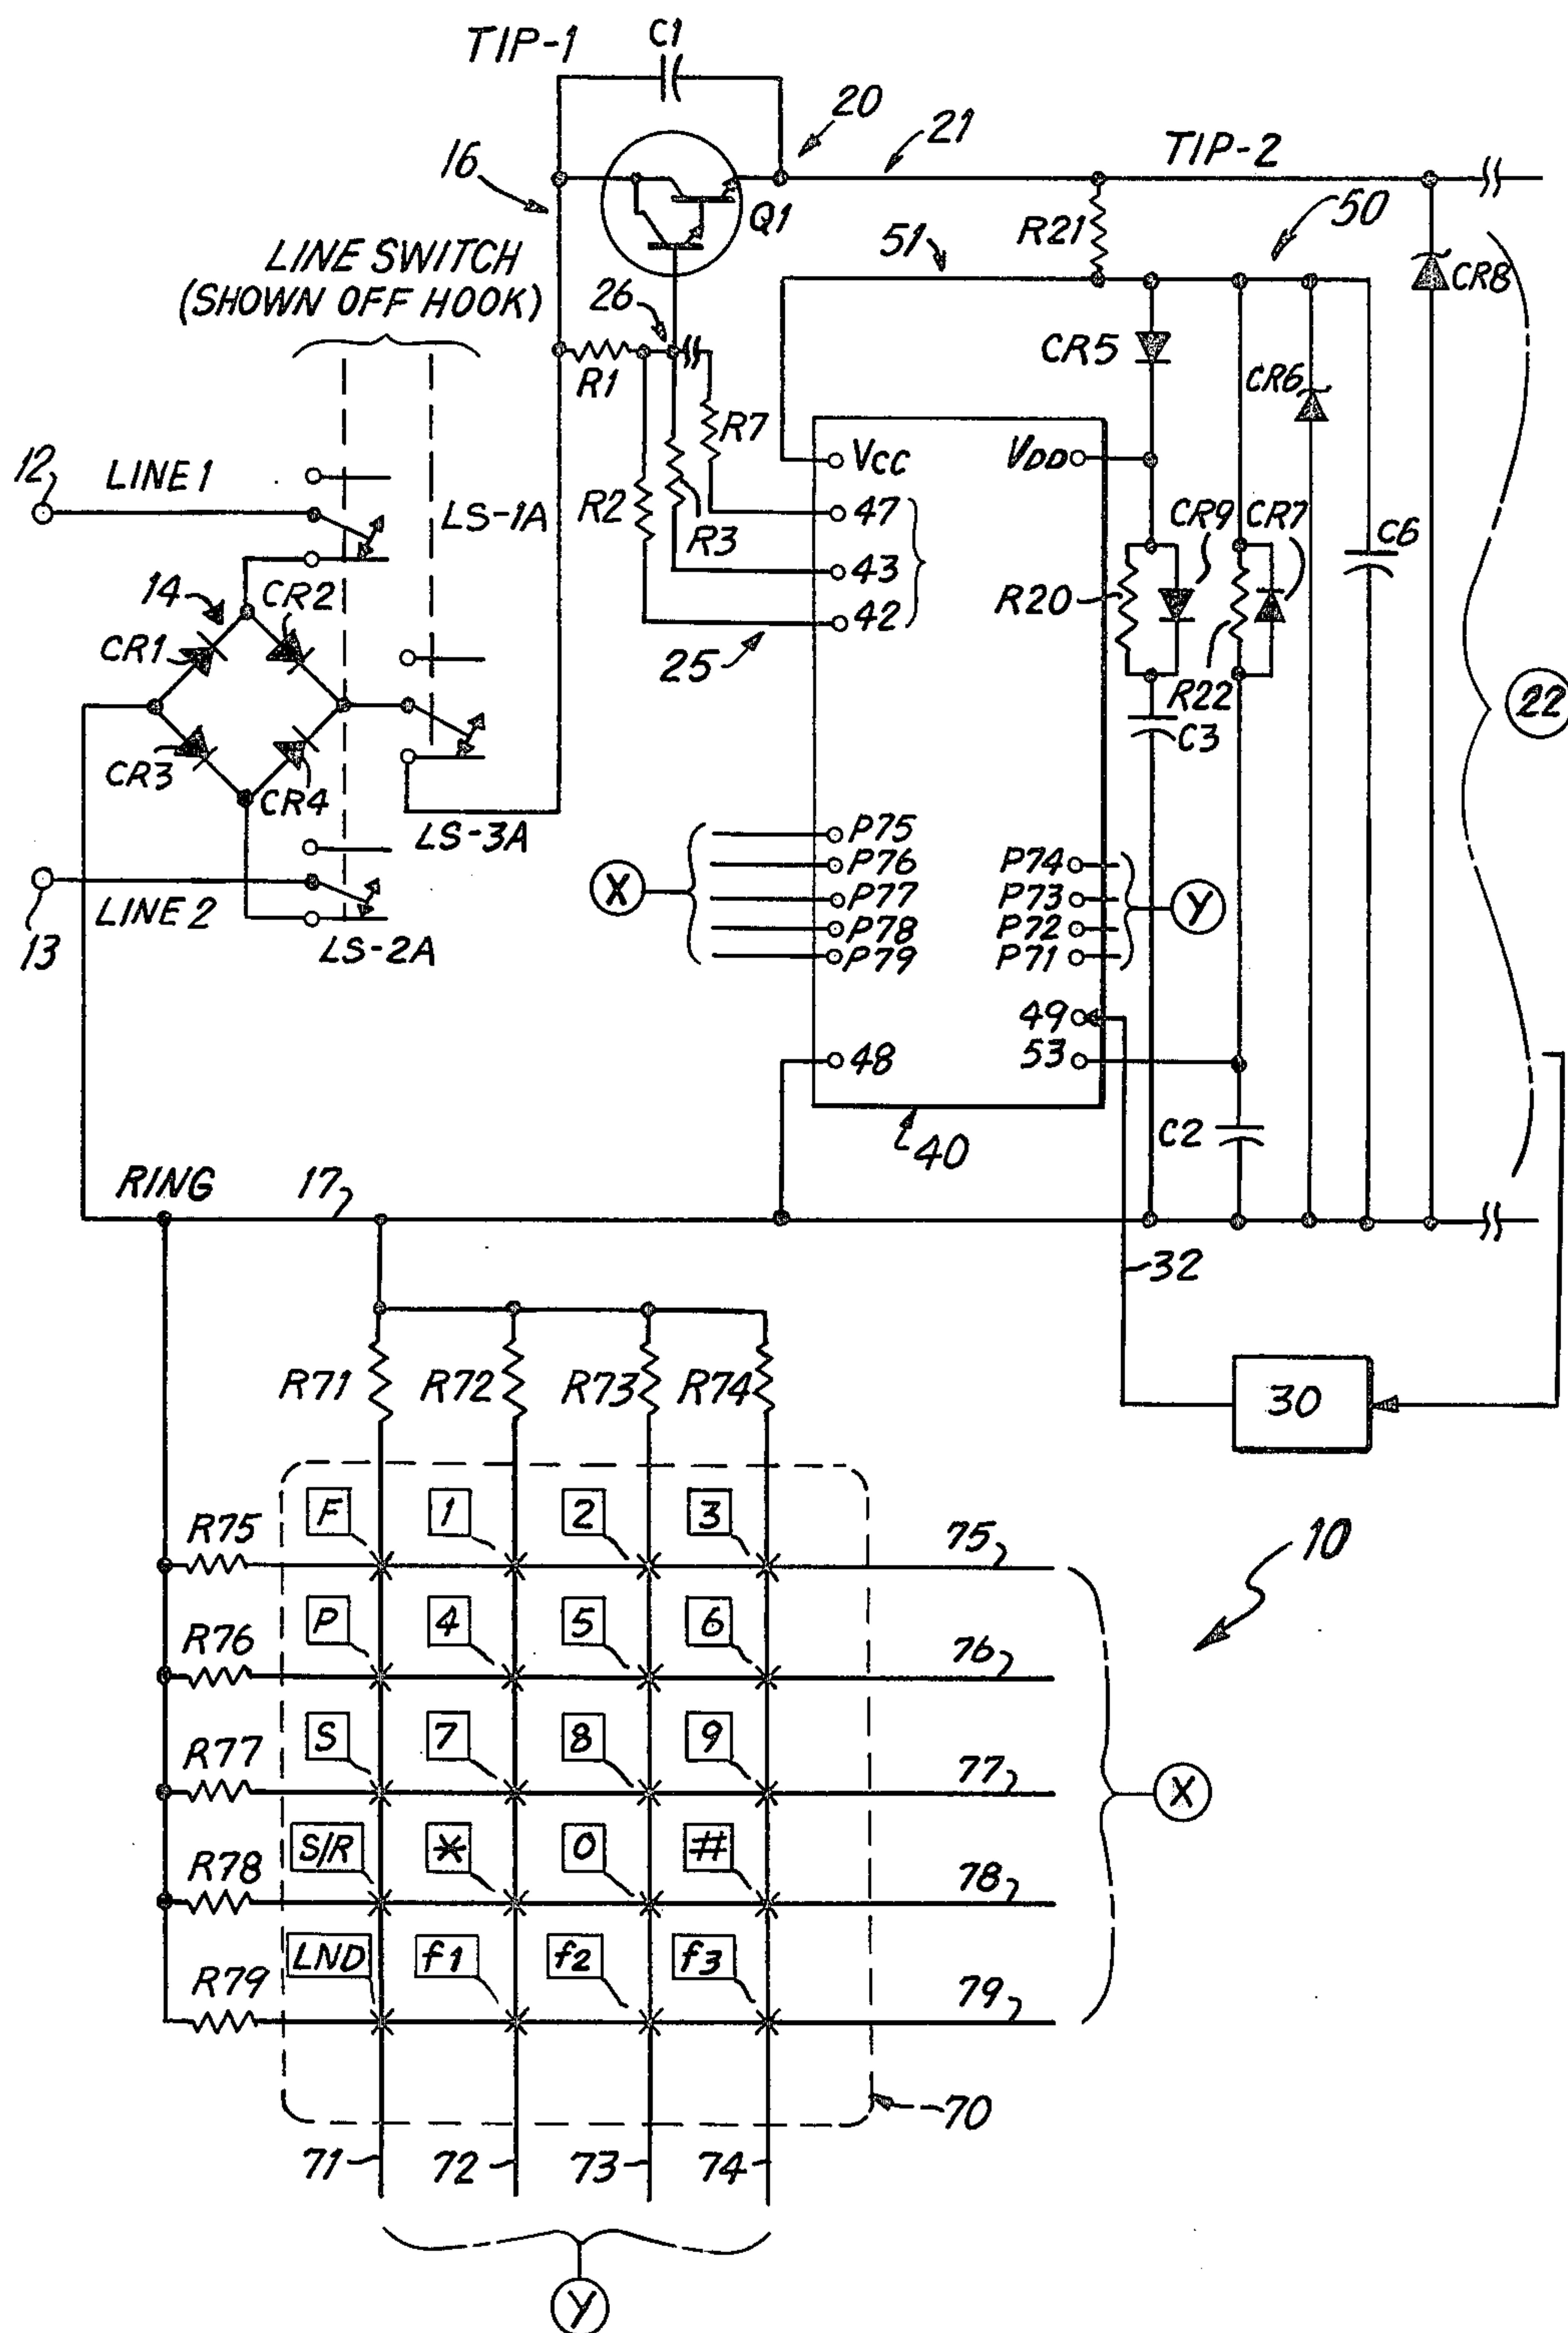 TIP-1
C1
20
21
TIP-2
16
Q1
R21
50
51
LINE SWITCH
(SHOWN OFF HOOK)
26
CR8
CR5
CR6
R1
R7
12
LINE 1
LS-1A
R2
R3
VCC
VDD
47
43
42
CR9
CR7
C6
14
CR2
CR1
R20
25
R22
22
C3
CR3
CR4
LS-3A
X
P75
P76
P77
P78
P79
P74
P73
P72
P71
Y
13
LINE 2
LS-2A
49
48
53
40
C2
RING
17
32
R71
R72
R73
R74
30
R75
F
1
2
3
75
10
R76
P
4
5
6
76
R77
S
7
8
9
77
X
R78
S/R
*
0
#
78
R79
LND
f1
f2
f3
79
70
71
72
73
74
Y